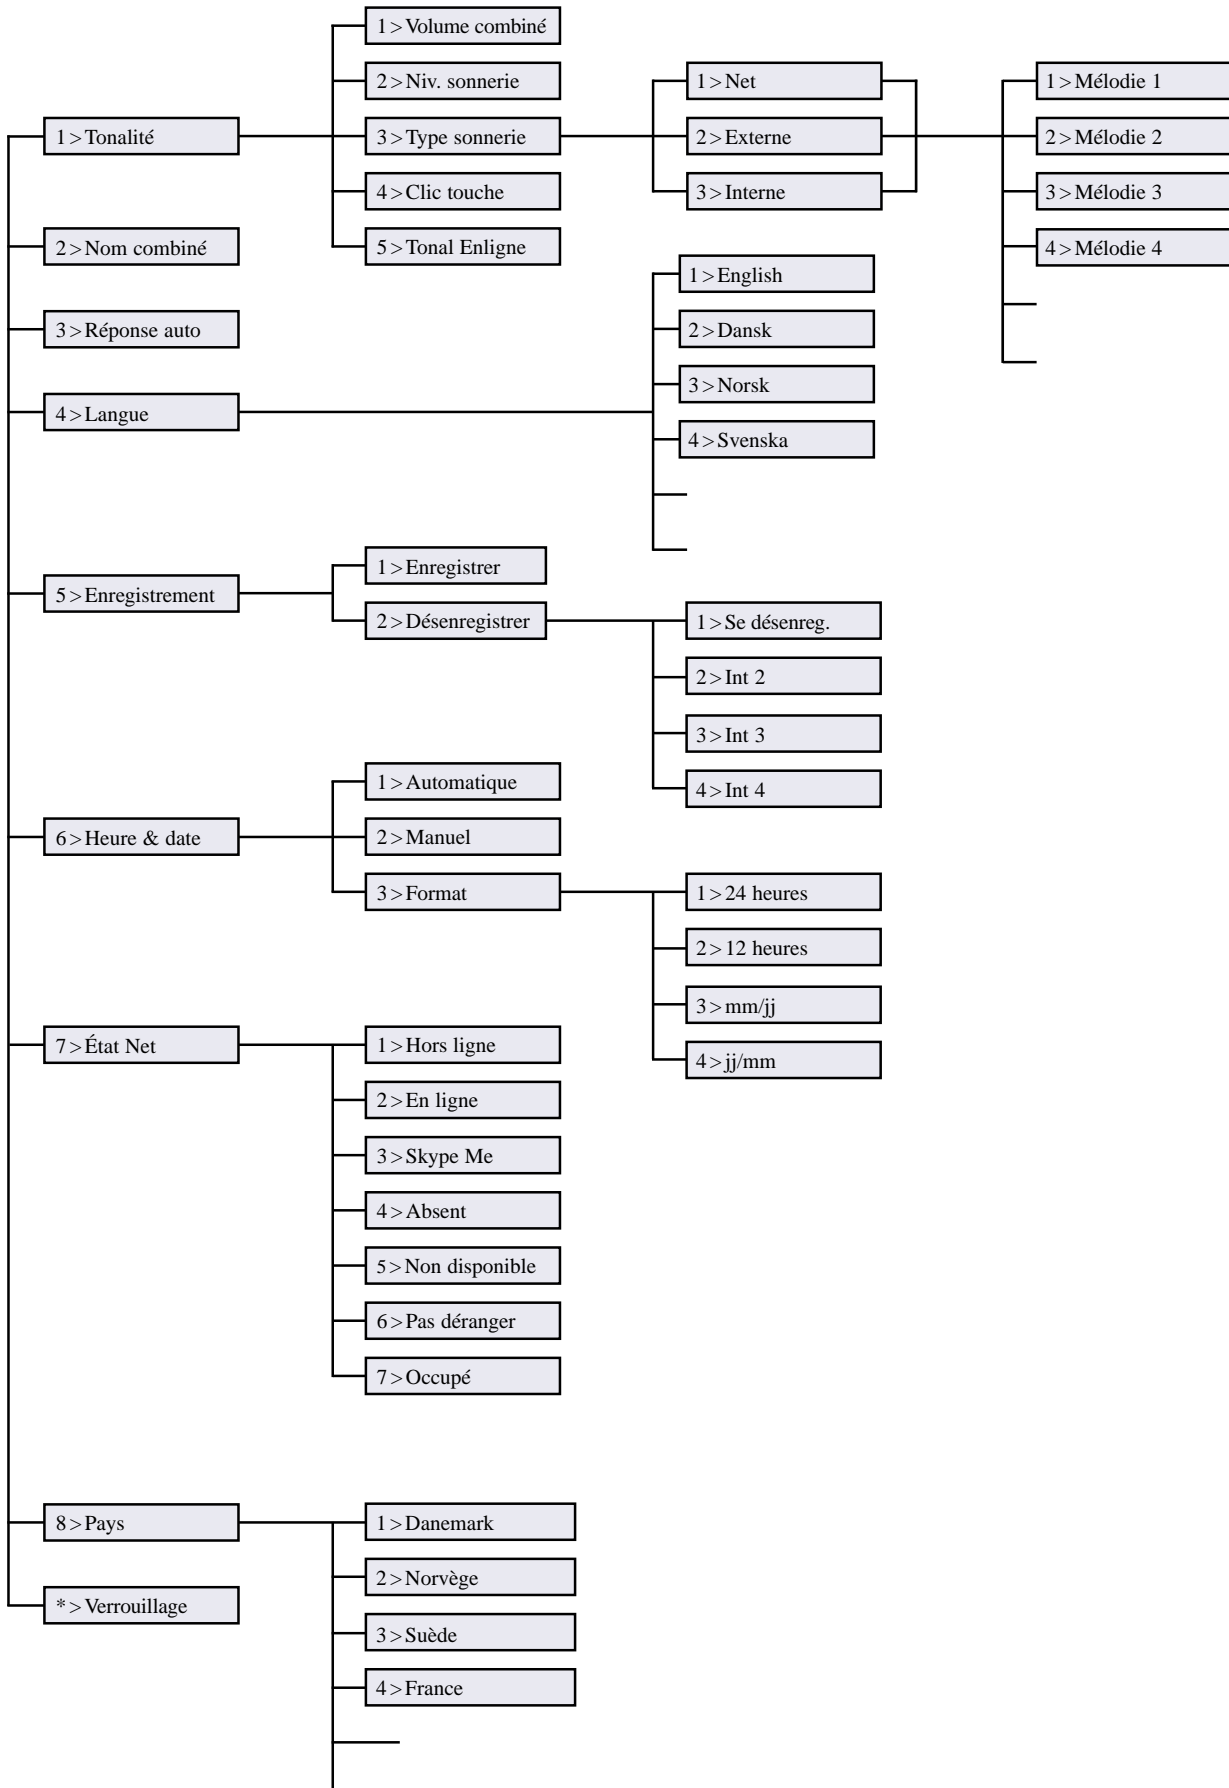 1>Tonalité
1>Volume combiné
2>Niv. sonnerie
3>Type sonnerie
1>Net
2>Externe
3>Interne
1>Mélodie 1
2>Mélodie 2
3>Mélodie 3
4>Mélodie 4
4>Clic touche
5>Tonal Enligne
2>Nom combiné
3>Réponse auto
4>Langue
1>English
2>Dansk
3>Norsk
4>Svenska
5>Enregistrement
1>Enregistrer
2>Désenregistrer
1>Se désenreg.
2>Int 2
3>Int 3
4>Int 4
6>Heure & date
1>Automatique
2>Manuel
3>Format
1>24 heures
2>12 heures
3>mm/jj
4>jj/mm
7>État Net
1>Hors ligne
2>En ligne
3>Skype Me
4>Absent
5>Non disponible
6>Pas déranger
7>Occupé
8>Pays
1>Danemark
2>Norvège
3>Suède
4>France
*>Verrouillage